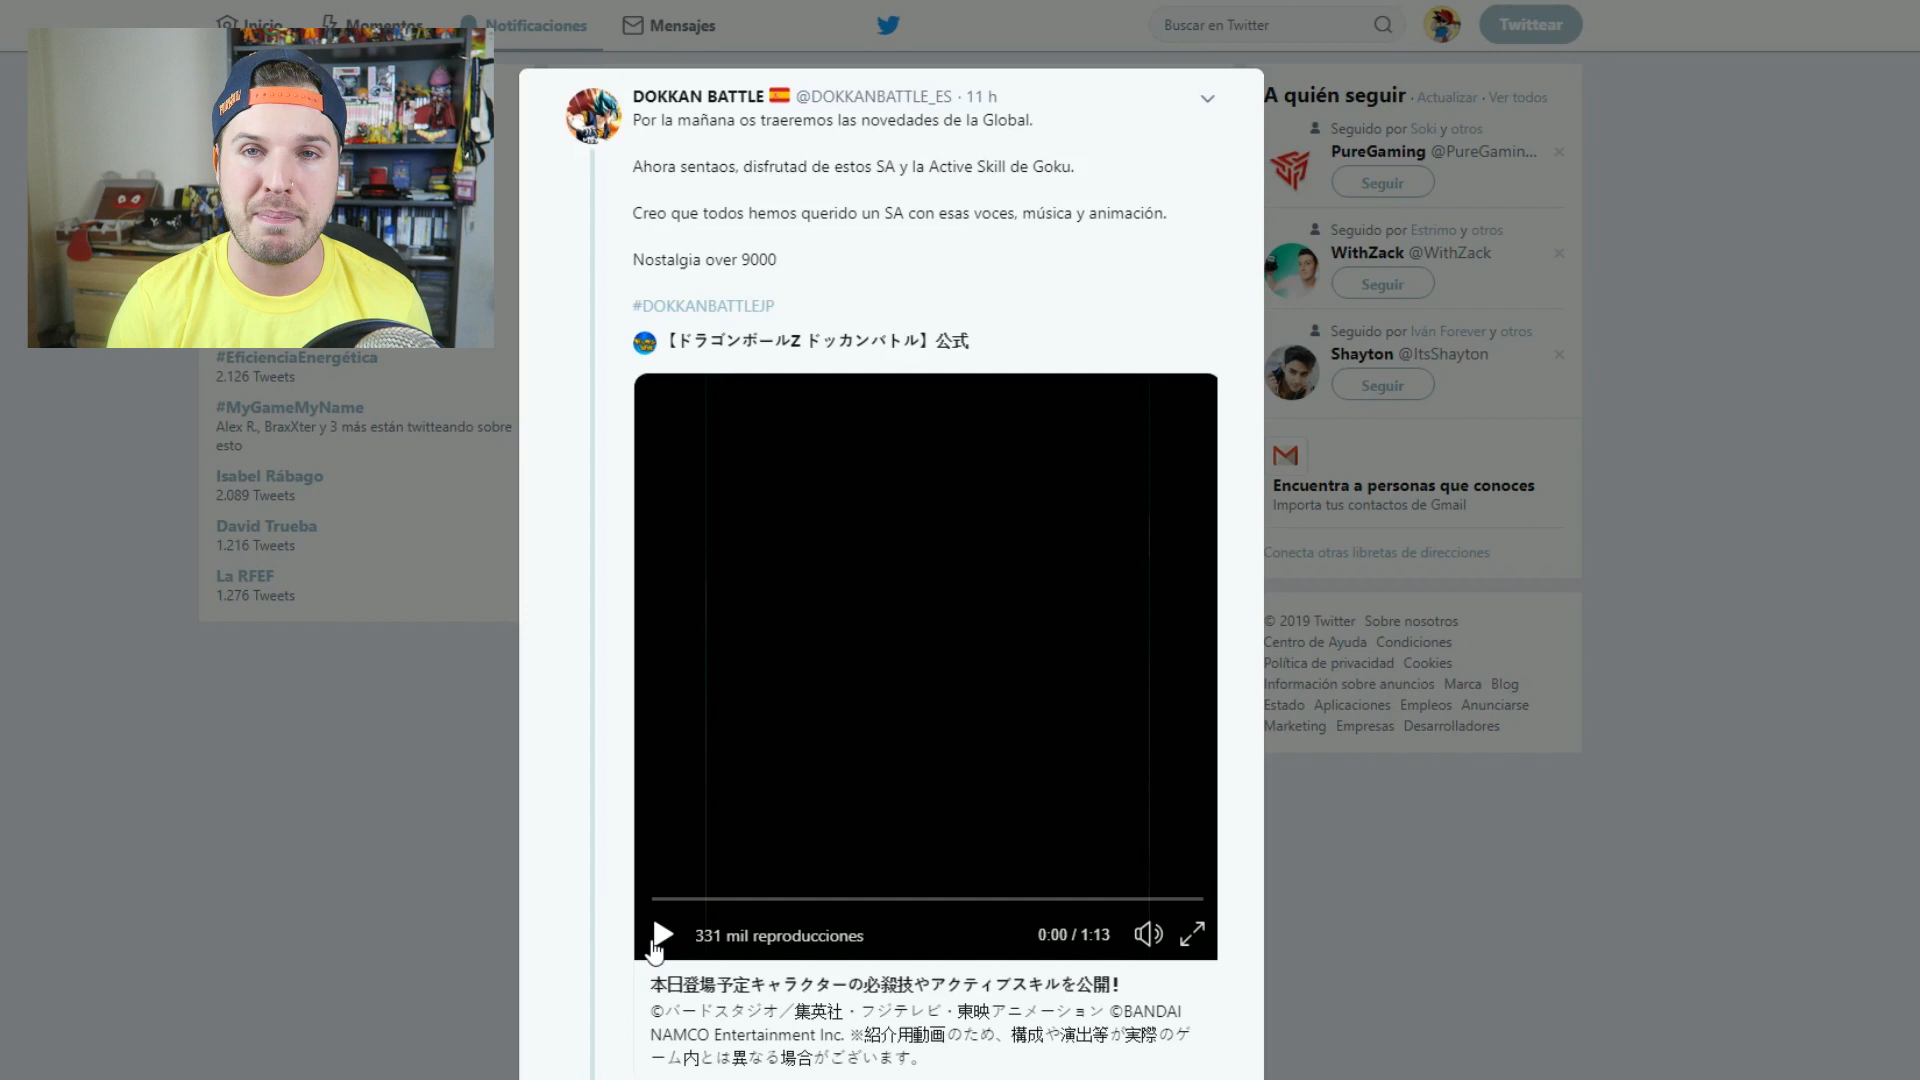 Inicio
Momentos
Notificaciones
Mensajes
Buscar en Twitter
Twittear
#EficienciaEnergética
2.126 Tweets
#MyGameMyName
Alex R., BraxXter y 3 más están twitteando sobre
esto
Isabel Rábago
2.089 Tweets
David Trueba
1.216 Tweets
La RFEF
1.276 Tweets
DOKKAN BATTLE 🇪🇸 @DOKKANBATTLE_ES · 11 h
Por la mañana os traeremos las novedades de la Global.
Ahora sentaos, disfrutad de estos SA y la Active Skill de Goku.
Creo que todos hemos querido un SA con esas voces, música y animación.
Nostalgia over 9000
#DOKKANBATTLEJP
【ドラゴンボールZ ドッカンバトル】公式
331 mil reproducciones
0:00 / 1:13
本日登場予定キャラクターの必殺技やアクティブスキルを公開!
©バードスタジオ／集英社・フジテレビ・東映アニメーション ©BANDAI
NAMCO Entertainment Inc. ※紹介用動画のため、構成や演出等が実際のゲ
ーム内とは異なる場合がございます。
A quién seguir · Actualizar · Ver todos
Seguido por Soki y otros
PureGaming @PureGamin...
Seguir
Seguido por Estrimo y otros
WithZack @WithZack
Seguir
Seguido por Iván Forever y otros
Shayton @ItsShayton
Seguir
Encuentra a personas que conoces
Importa tus contactos de Gmail
Conecta otras libretas de direcciones
© 2019 Twitter Sobre nosotros
Centro de Ayuda Condiciones
Política de privacidad Cookies
Información sobre anuncios Marca Blog
Estado Aplicaciones Empleos Anunciarse
Marketing Empresas Desarrolladores